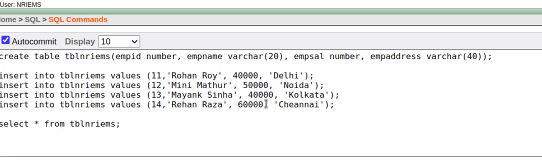 User: NRIEMS
Home > SQL > SQL Commands
Autocommit Display 10
create table tblnriems(empid number, empname varchar(20), empsal number, empaddress varchar(40));
insert into tblnriems values (11,'Rohan Roy', 40000, 'Delhi');
insert into tblnriems values (12,'Mini Mathur', 50000, 'Noida');
insert into tblnriems values (13,'Mayank Sinha', 40000, 'Kolkata');
insert into tblnriems values (14,'Rehan Raza', 60000, 'Cheannai');
select * from tblnriems;